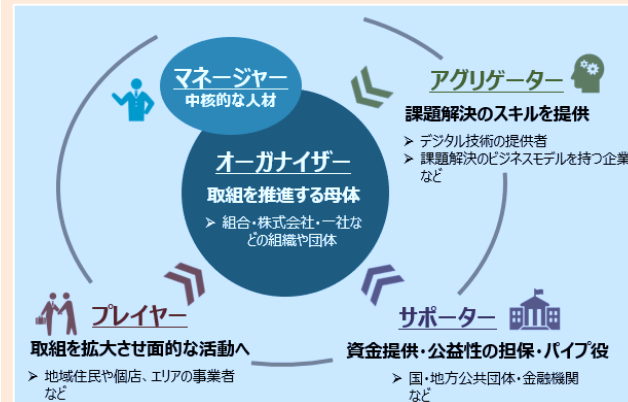 マネージャー
中核的な人材
アグリゲーター
課題解決のスキルを提供
➢ デジタル技術の提供者
➢ 課題解決のビジネスモデルを持つ企業
など
オーガナイザー
取組を推進する母体
➢ 組合・株式会社・一社な
どの組織や団体
プレイヤー
取組を拡大させ面的な活動へ
➢ 地域住民や個店、エリアの事業者
など
サポーター
資金提供・公益性の担保・パイプ役
➢ 国・地方公共団体・金融機関
など